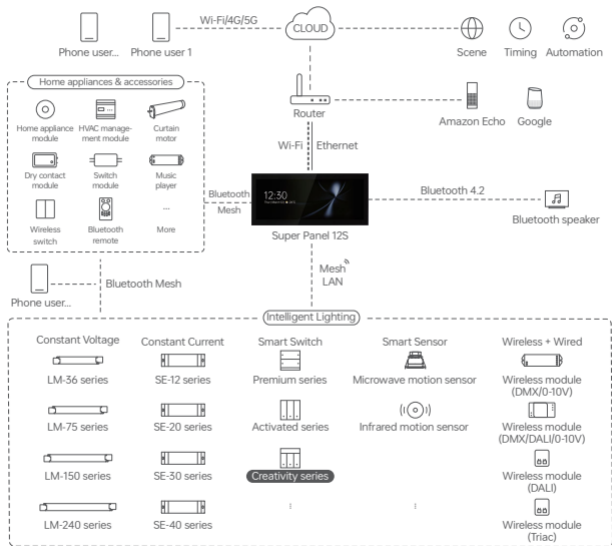 Wi-Fi/4G/5G
CLOUD
Phone user...
Phone user 1
Scene
Timing
Automation
Home appliances & accessories
Router
Amazon Echo
Google
Home appliance
module
HVAC manage-
ment module
Curtain
motor
Wi-Fi
Ethernet
Dry contact
module
Switch
module
Music
player
Bluetooth
Mesh
12:30
Bluetooth 4.2
Bluetooth speaker
Super Panel 12S
Wireless
switch
Bluetooth
remote
...
More
Phone user...
Bluetooth Mesh
Mesh
LAN
Intelligent Lighting
Constant Voltage
Constant Current
Smart Switch
Smart Sensor
Wireless + Wired
LM-36 series
SE-12 series
Premium series
Microwave motion sensor
Wireless module
(DMX/0-10V)
LM-75 series
SE-20 series
Activated series
Infrared motion sensor
Wireless module
(DMX/DALI/0-10V)
LM-150 series
SE-30 series
Creativity series
Wireless module
(DALI)
LM-240 series
SE-40 series
Wireless module
(Triac)